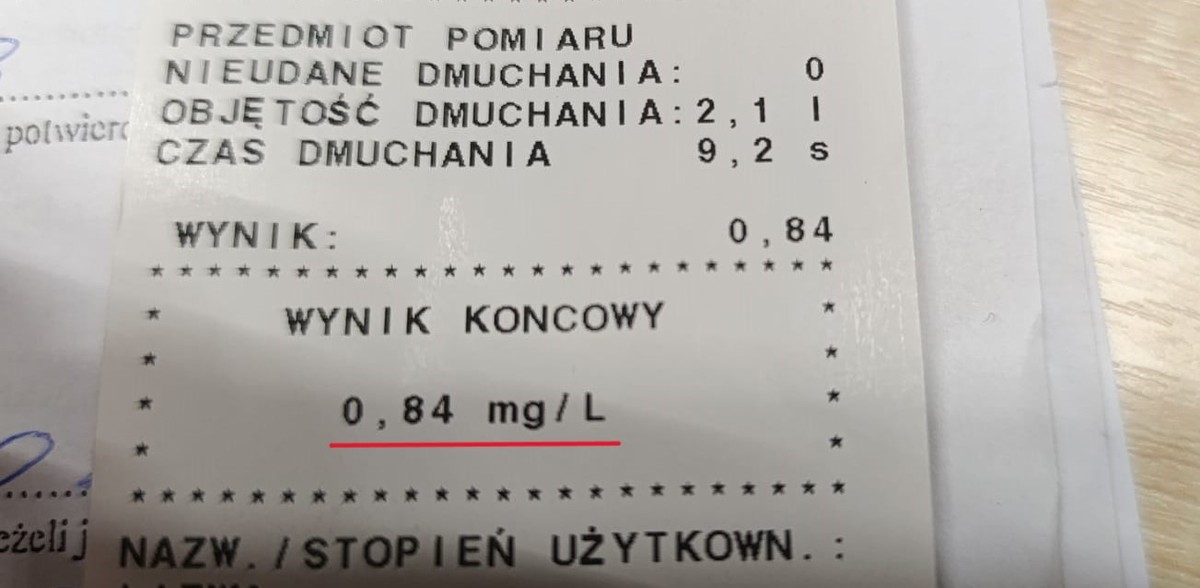 PRZEDMIOT POMIARU
NIEUDANE DMUCHANIA: 0
OBJĘTOŚĆ DMUCHANIA: 2,1 l
CZAS DMUCHANIA 9,2 s
WYNIK: 0,84
* * * * * * * * * * * * * * * * * * * * * * * *
* WYNIK KONCOWY *
* *
* 0,84 mg/L *
* *
* * * * * * * * * * * * * * * * * * * * * * * *
NAZW./STOPIEŃ UŻYTKOWN.: